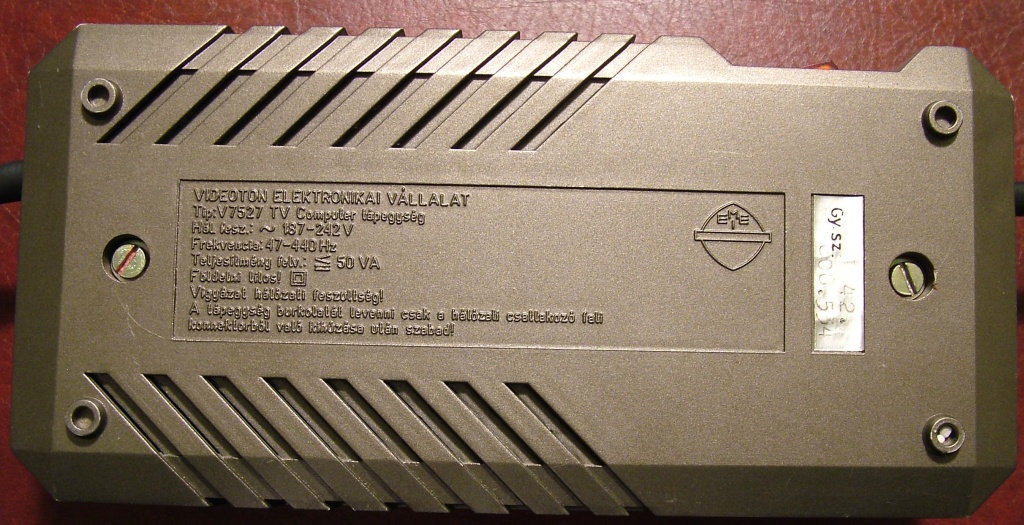 VIDEOTON ELEKTRONIKAI VÁLLALAT
Tip: V7527 TV Computer tápegység
Hál. fesz.: ~ 187-242 V
Frekvencia: 47-440 Hz
Teljesítmény felv.: ≦ 50 VA
Földelni tilos!
Vigyázat hálózati feszültség!
A tápegység burkolatát levenni csak a hálózati csatlakozó fali
konnektorból való kihúzása után szabad!
EMEE
Gy. sz.